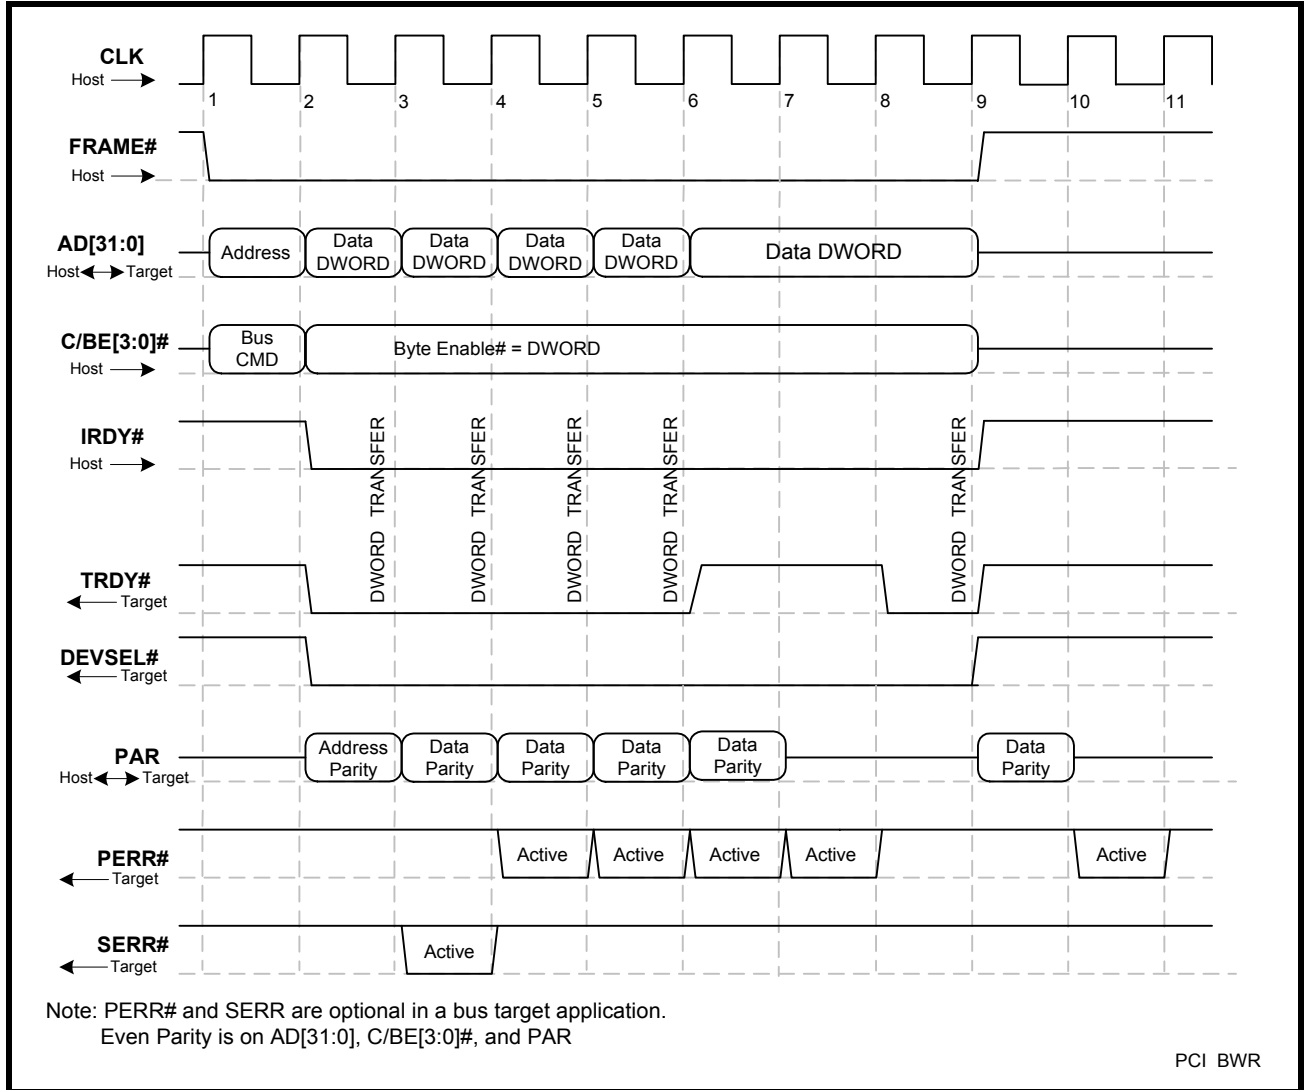 CLK
Host
1 2 3 4 5 6 7 8 9 10 11
FRAME#
Host
AD[31:0]
Host Target
Address
Data
DWORD
Data
DWORD
Data
DWORD
Data
DWORD
Data DWORD
C/BE[3:0]#
Host
Bus
CMD
Byte Enable# = DWORD
IRDY#
Host
DWORD TRANSFER
DWORD TRANSFER
DWORD TRANSFER
DWORD TRANSFER
DWORD TRANSFER
TRDY#
Target
DEVSEL#
Target
PAR
Host Target
Address
Parity
Data
Parity
Data
Parity
Data
Parity
Data
Parity
Data
Parity
PERR#
Target
Active
Active
Active
Active
Active
SERR#
Target
Active
Note: PERR# and SERR are optional in a bus target application.
Even Parity is on AD[31:0], C/BE[3:0]#, and PAR
PCI BWR